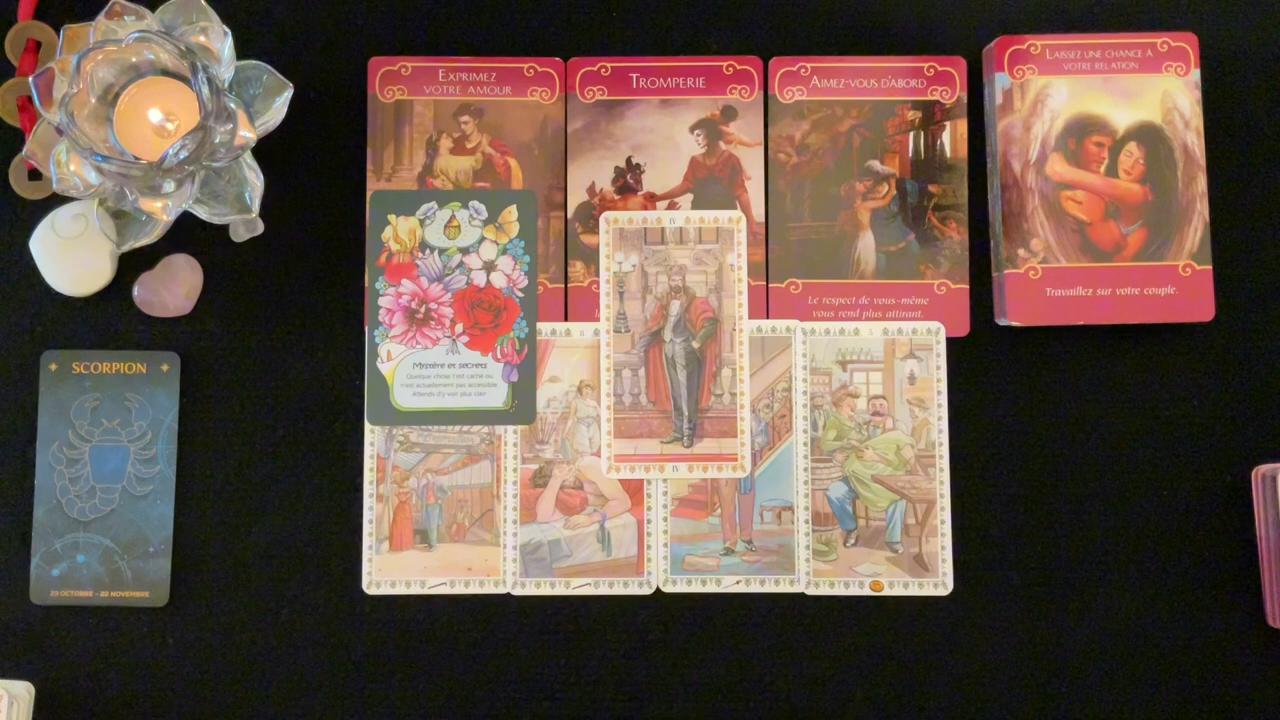 EXPRIMEZ
VOTRE AMOUR
TROMPERIE
AIMEZ-VOUS D'ABORD
LAISSEZ UNE CHANCE À
VOTRE RELATION
Le respect de vous-même
vous rend plus attirant.
Travaillez sur votre couple.
IV
Mystère et secrets
Quelque chose t'est caché ou
n'est actuellement pas accessible
Attends d'y voir plus clair
IV
SCORPION
23 OCTOBRE - 22 NOVEMBRE